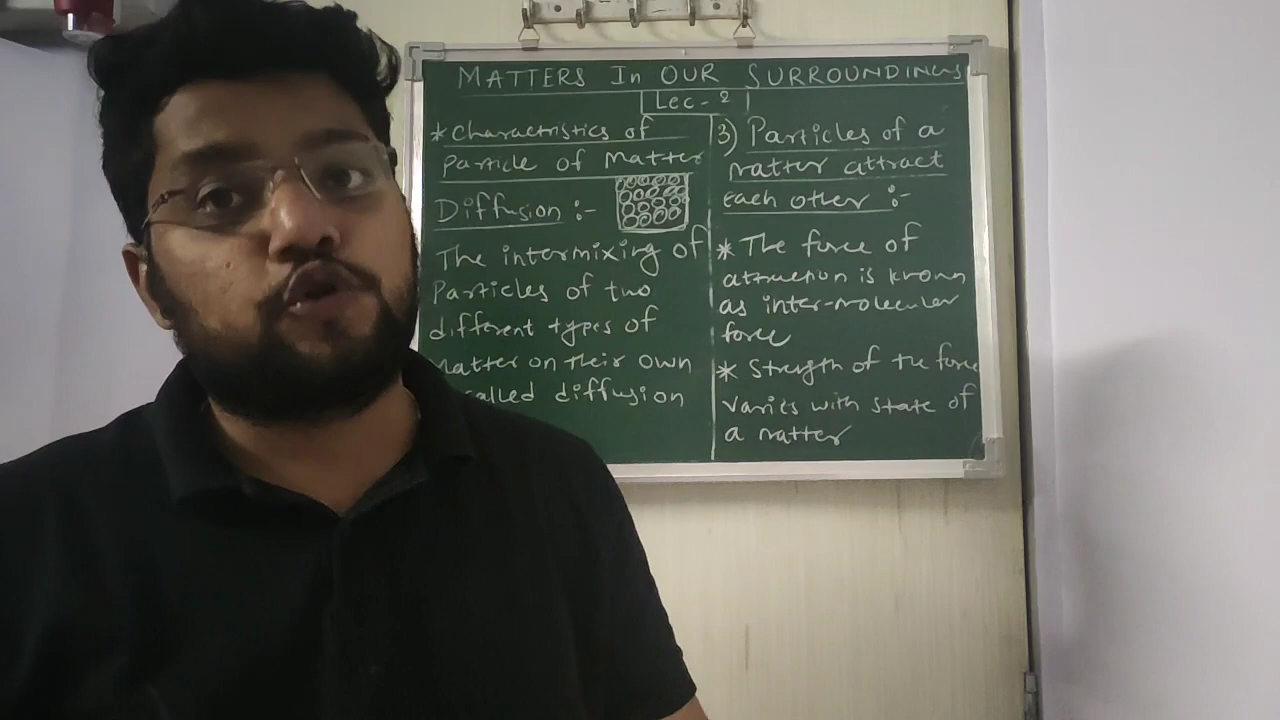 MATTERS In OUR SURROUNDINGS
Lec - 2
* Characteristics of
Particle of Matter
Diffusion :-
The intermixing of
Particles of two
different types of
Matter on their own
called diffusion
3) Particles of a
matter attract
each other :-
* The force of
attraction is known
as inter-molecular
force
* Strength of the force
varies with state of
a matter